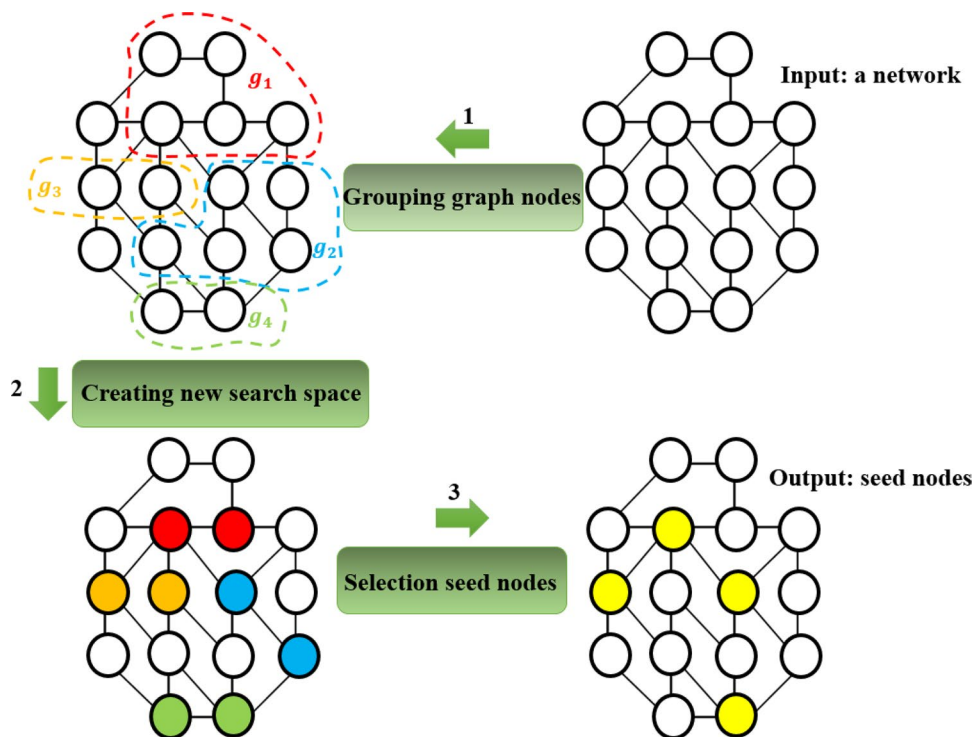 g1
Input: a network
1
Grouping graph nodes
g3
g2
g4
2
Creating new search space
3
Output: seed nodes
Selection seed nodes